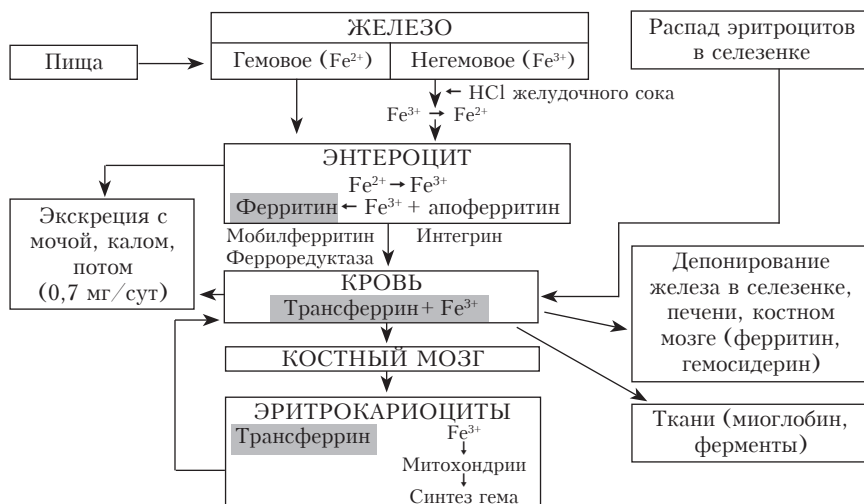 ЖЕЛЕЗО
Распад эритроцитов
в селезенке
Пища
Гемовое (Fe²⁺)
Негемовое (Fe³⁺)
HCl желудочного сока
Fe³⁺ → Fe²⁺
ЭНТЕРОЦИТ
Fe²⁺ → Fe³⁺
Ферритин ← Fe³⁺ + апоферритин
Экскреция с
мочой, калом,
потом
(0,7 мг/сут)
Мобилферритин
Ферроредуктаза
Интегрин
Депонирование
железа в селезенке,
печени, костном
мозге (ферритин,
гемосидерин)
КРОВЬ
Трансферрин + Fe³⁺
КОСТНЫЙ МОЗГ
ЭРИТРОКАРИОЦИТЫ
Трансферрин
Fe³⁺
Митохондрии
Синтез гема
Ткани (миоглобин,
ферменты)